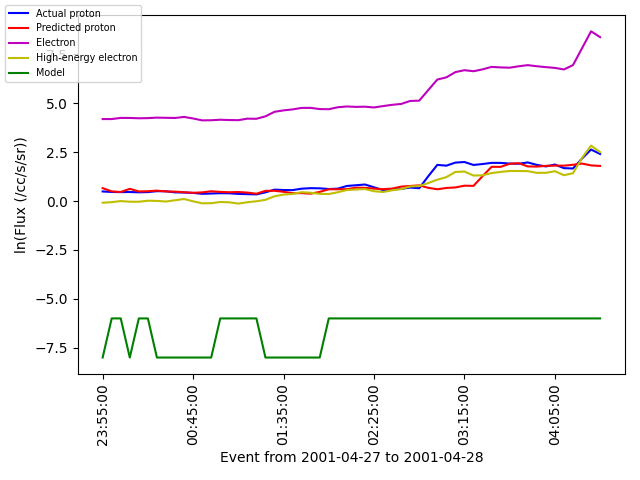 Actual proton
Predicted proton
Electron
High-energy electron
Model
7.5
5.0
2.5
0.0
−2.5
−5.0
−7.5
ln(Flux (/cc/s/sr))
23:55:00
00:45:00
01:35:00
02:25:00
03:15:00
04:05:00
Event from 2001-04-27 to 2001-04-28